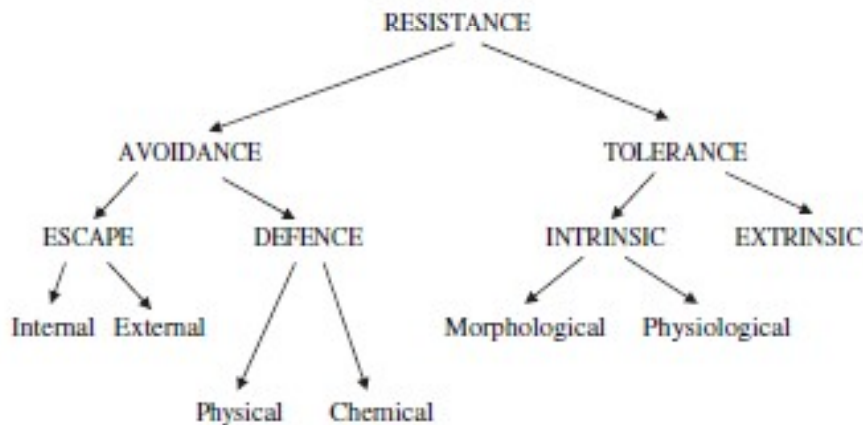 RESISTANCE
AVOIDANCE TOLERANCE
ESCAPE DEFENCE INTRINSIC EXTRINSIC
Internal External Morphological Physiological
Physical Chemical